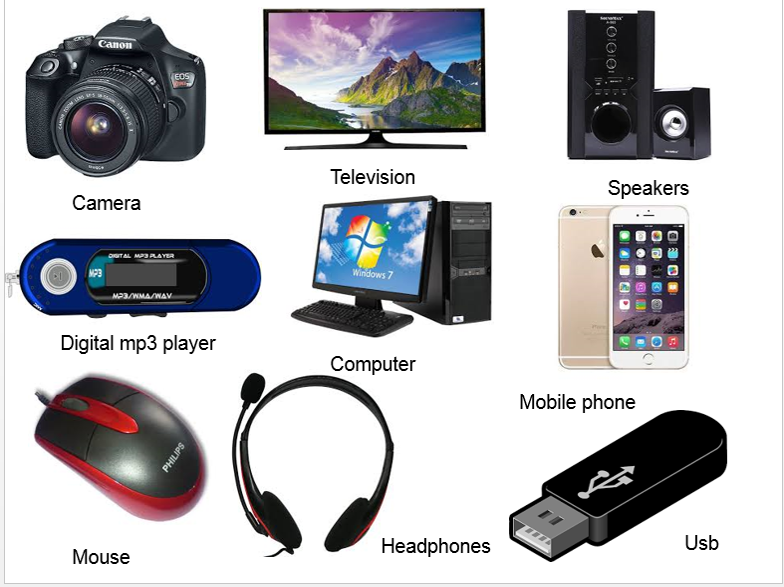 Canon
EOS
Camera
Television
Speakers
DIGITAL MP3 PLAYER
MP3
MP3/WMA/WAV
Digital mp3 player
Windows 7
Computer
iPhone
Mobile phone
PHILIPS
Mouse
Headphones
Usb